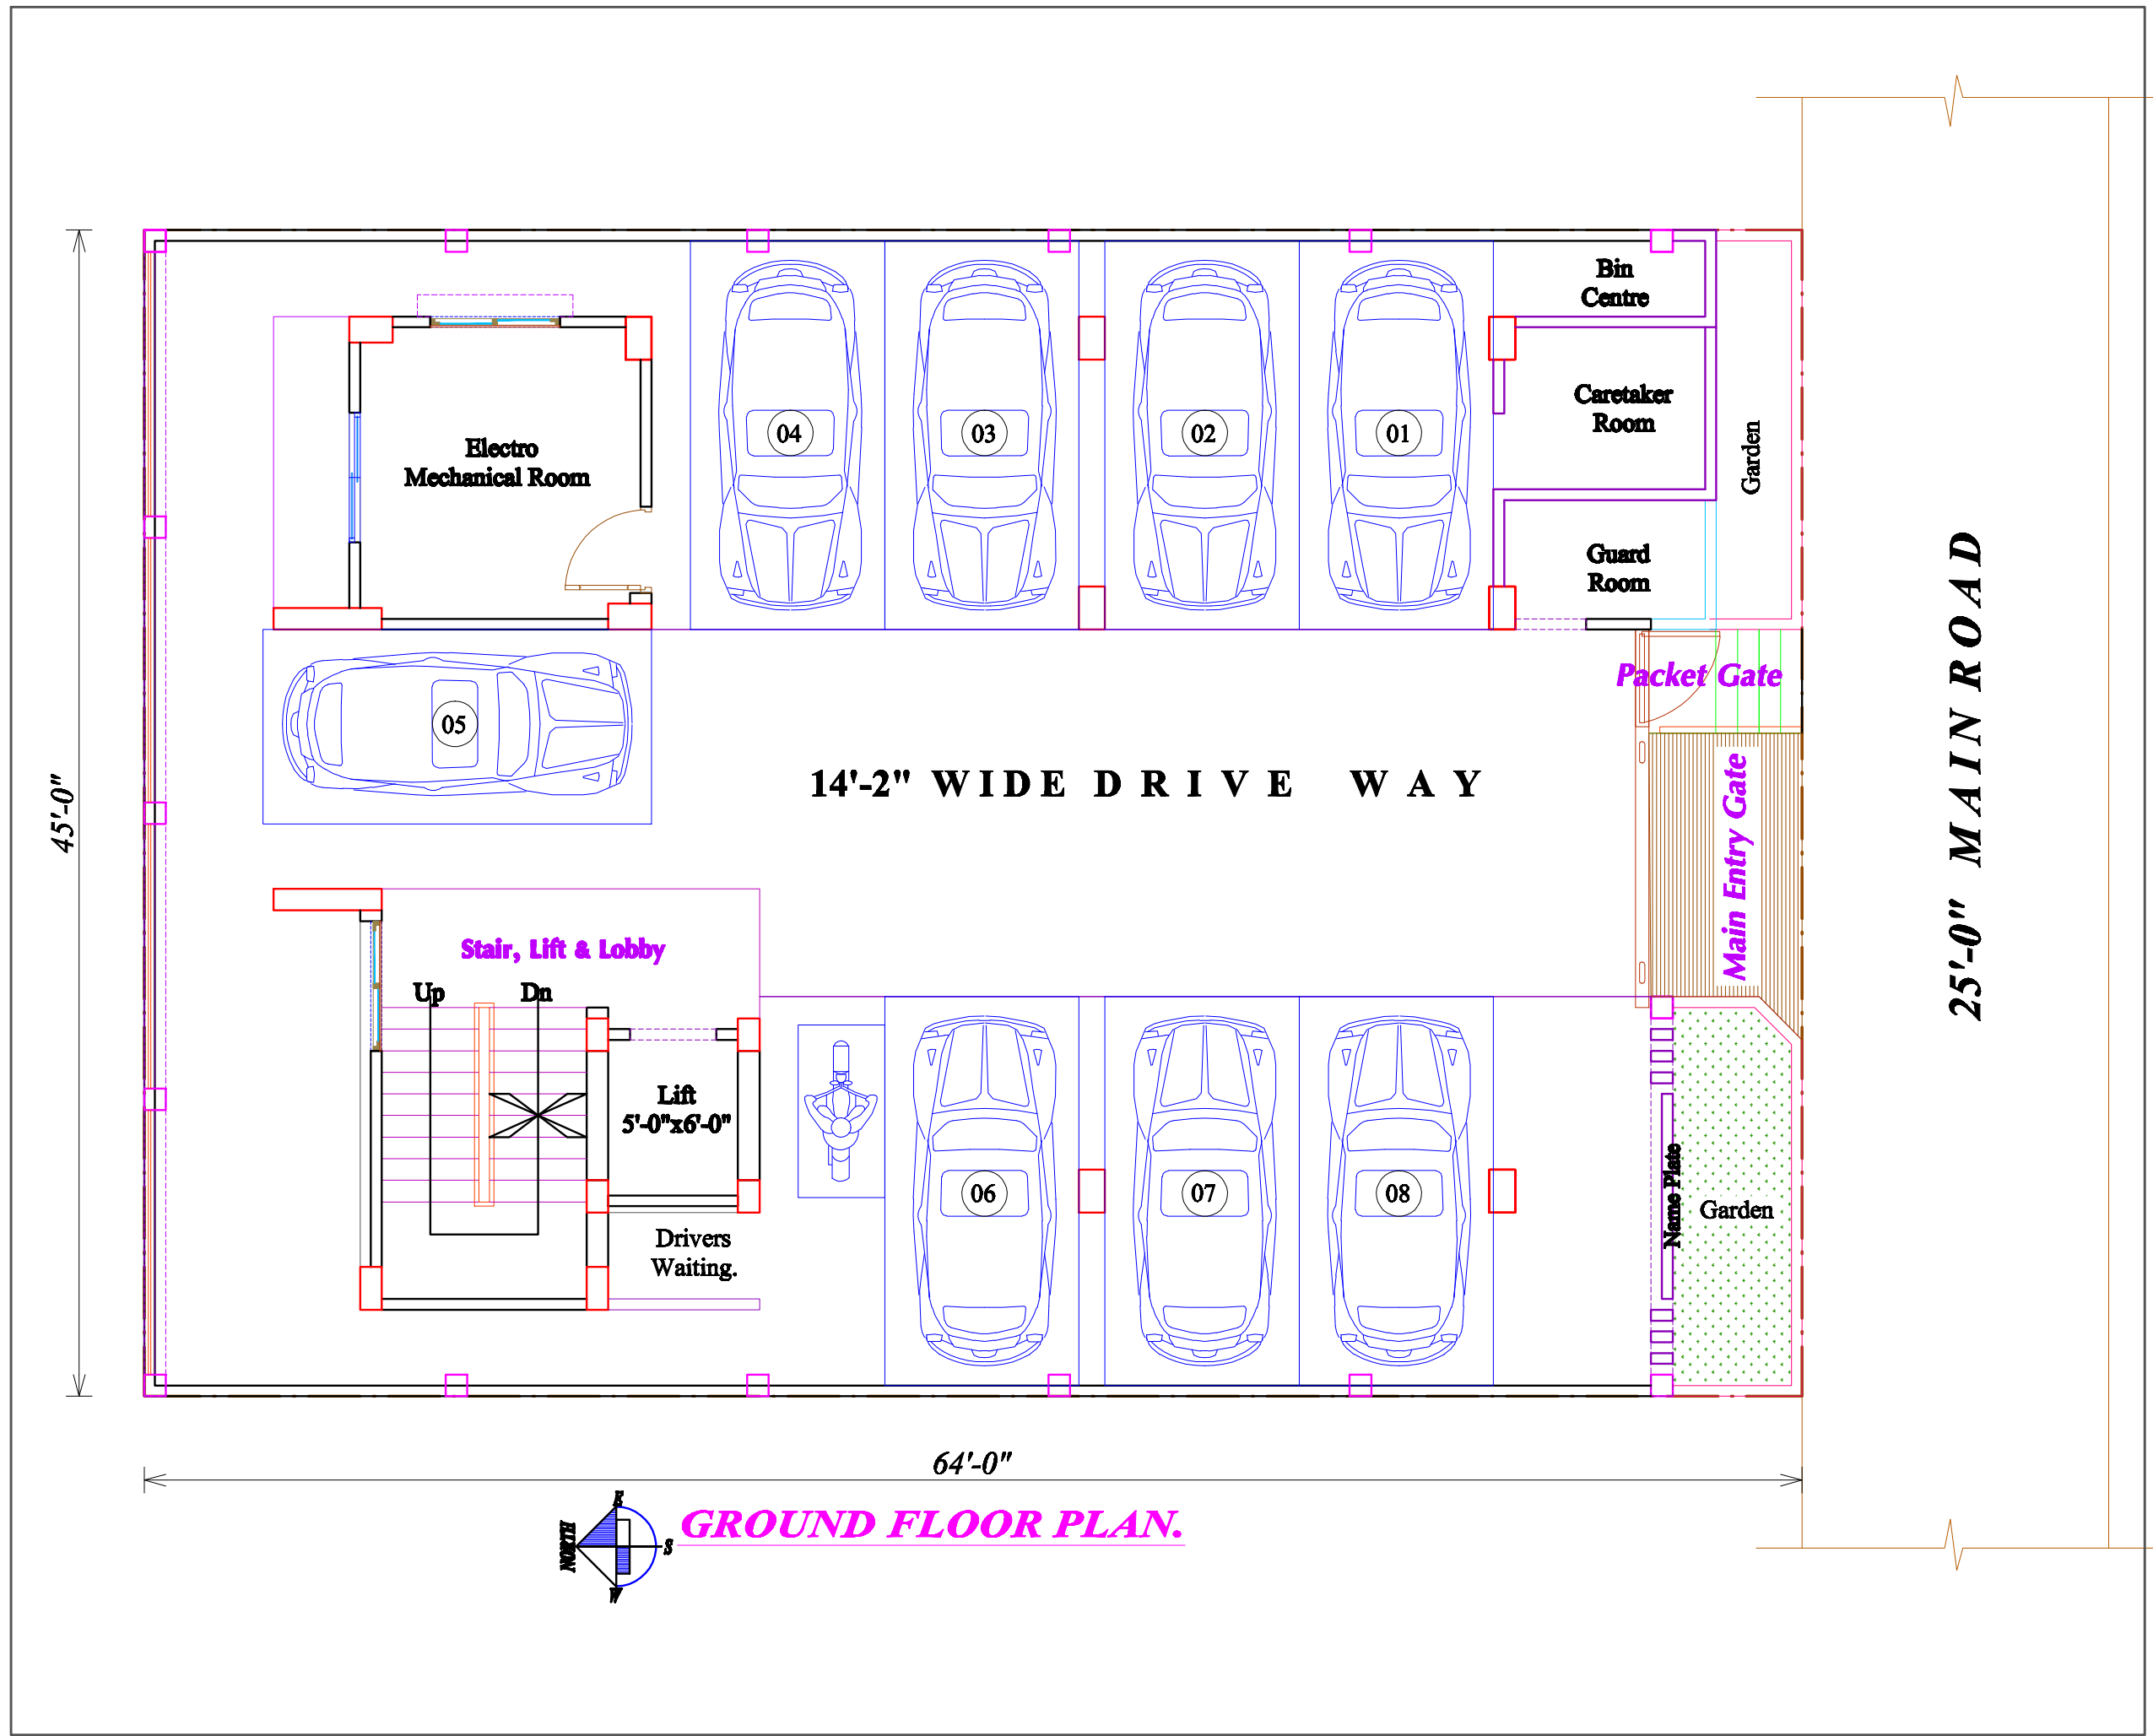 Bin
Centre
Caretaker
Room
Garden
Electro
Mechanical Room
04
03
02
01
Guard
Room
Packet Gate
05
14'-2" WIDE DRIVE WAY
Main Entry Gate
25'-0" MAIN ROAD
45'-0"
Stair, Lift & Lobby
Up
Dn
Lift
5'-0"x6'-0"
06
07
08
Name Plate
Garden
Drivers
Waiting.
64'-0"
E
NORTH
S
W
GROUND FLOOR PLAN.